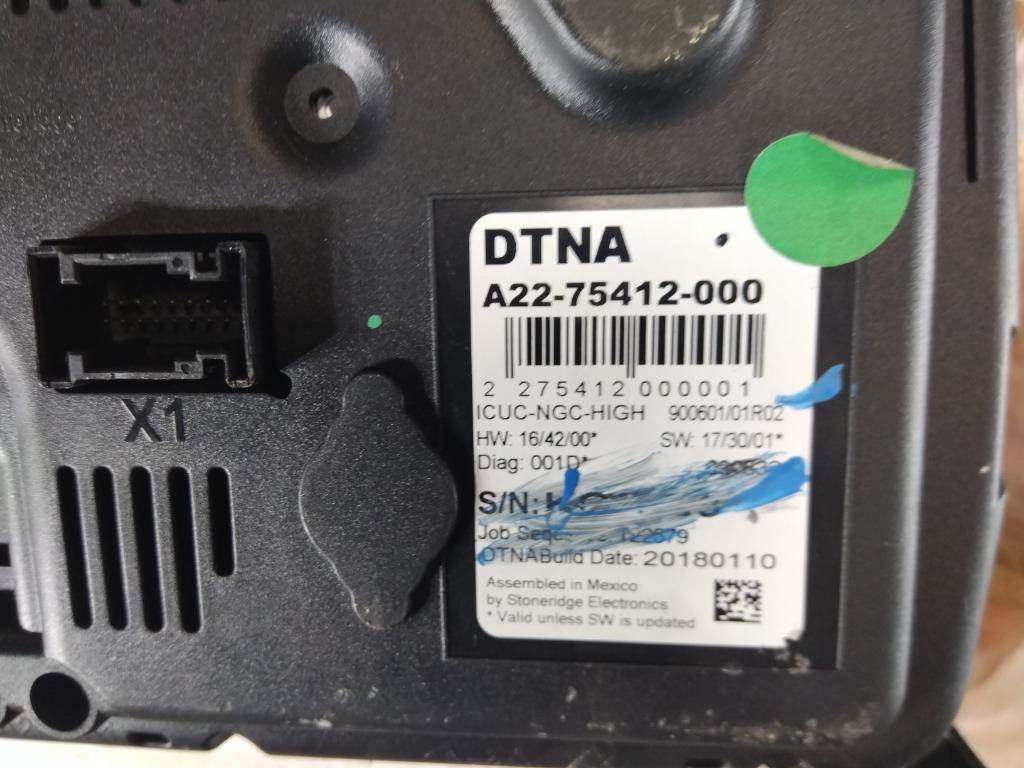 DTNA
A22-75412-000
2 275412 000001
ICUC-NGC-HIGH 900601/01R02
HW: 16/42/00* SW: 17/30/01*
Diag: 001D*
S/N:
Job
DTNABuild Date: 20180110
Assembled in Mexico
by Stoneridge Electronics
* Valid unless SW is updated
X1